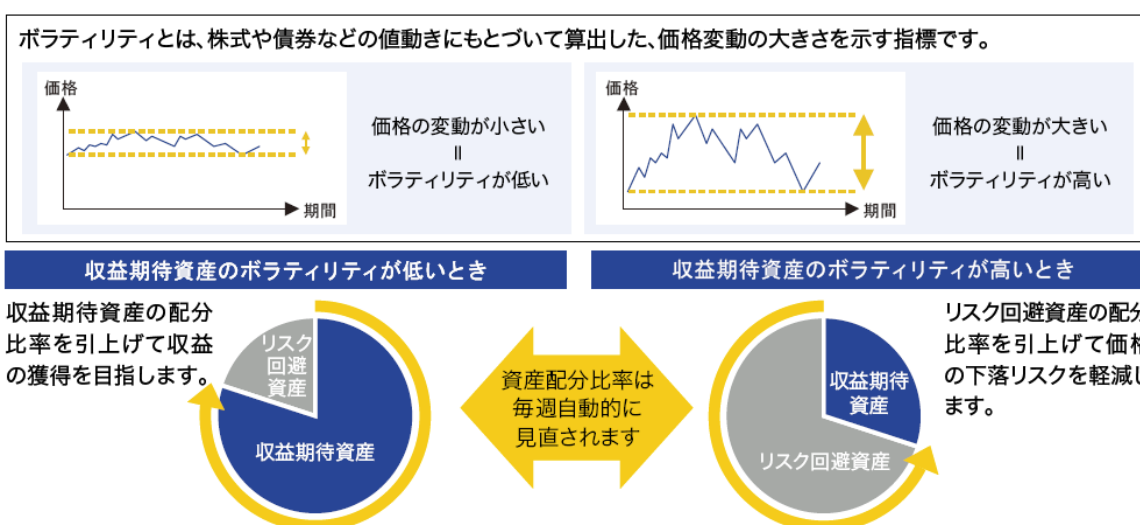 ボラティリティとは、株式や債券などの値動きにもとづいて算出した、価格変動の大きさを示す指標です。
価格
期間
価格の変動が小さい
=
ボラティリティが低い
価格
期間
価格の変動が大きい
=
ボラティリティが高い
収益期待資産のボラティリティが低いとき
収益期待資産の配分
比率を引上げて収益
の獲得を目指します。
リスク
回避
資産
収益期待資産
資産配分比率は
毎週自動的に
見直されます
収益期待資産のボラティリティが高いとき
収益期待
資産
リスク回避資産
リスク回避資産の配分
比率を引上げて価格
の下落リスクを軽減し
ます。